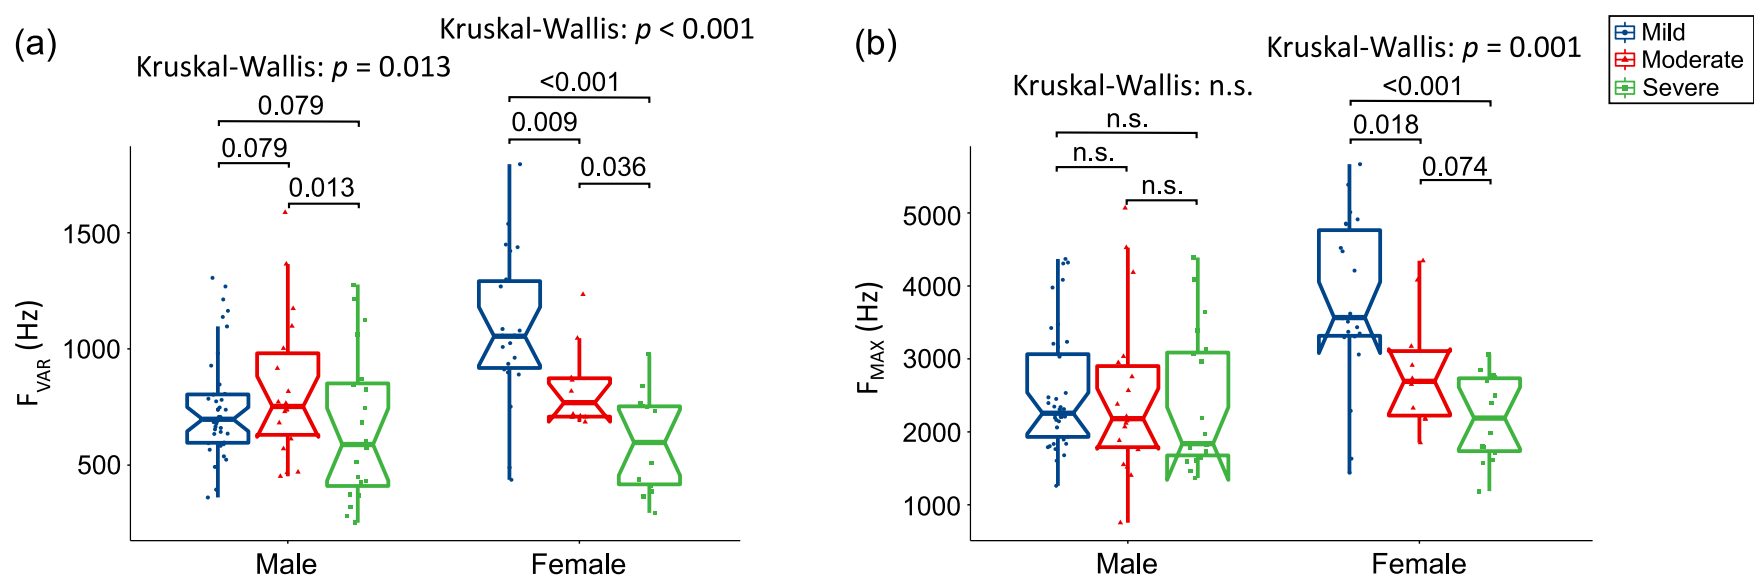 (a)
Kruskal-Wallis: p < 0.001
Kruskal-Wallis: p = 0.013
<0.001
0.079
0.009
0.079
0.036
0.013
1500
1000
500
F_VAR (Hz)
Male
Female
(b)
Kruskal-Wallis: p = 0.001
Kruskal-Wallis: n.s.
<0.001
n.s.
0.018
n.s.
0.074
n.s.
5000
4000
3000
2000
1000
F_MAX (Hz)
Male
Female
Mild
Moderate
Severe